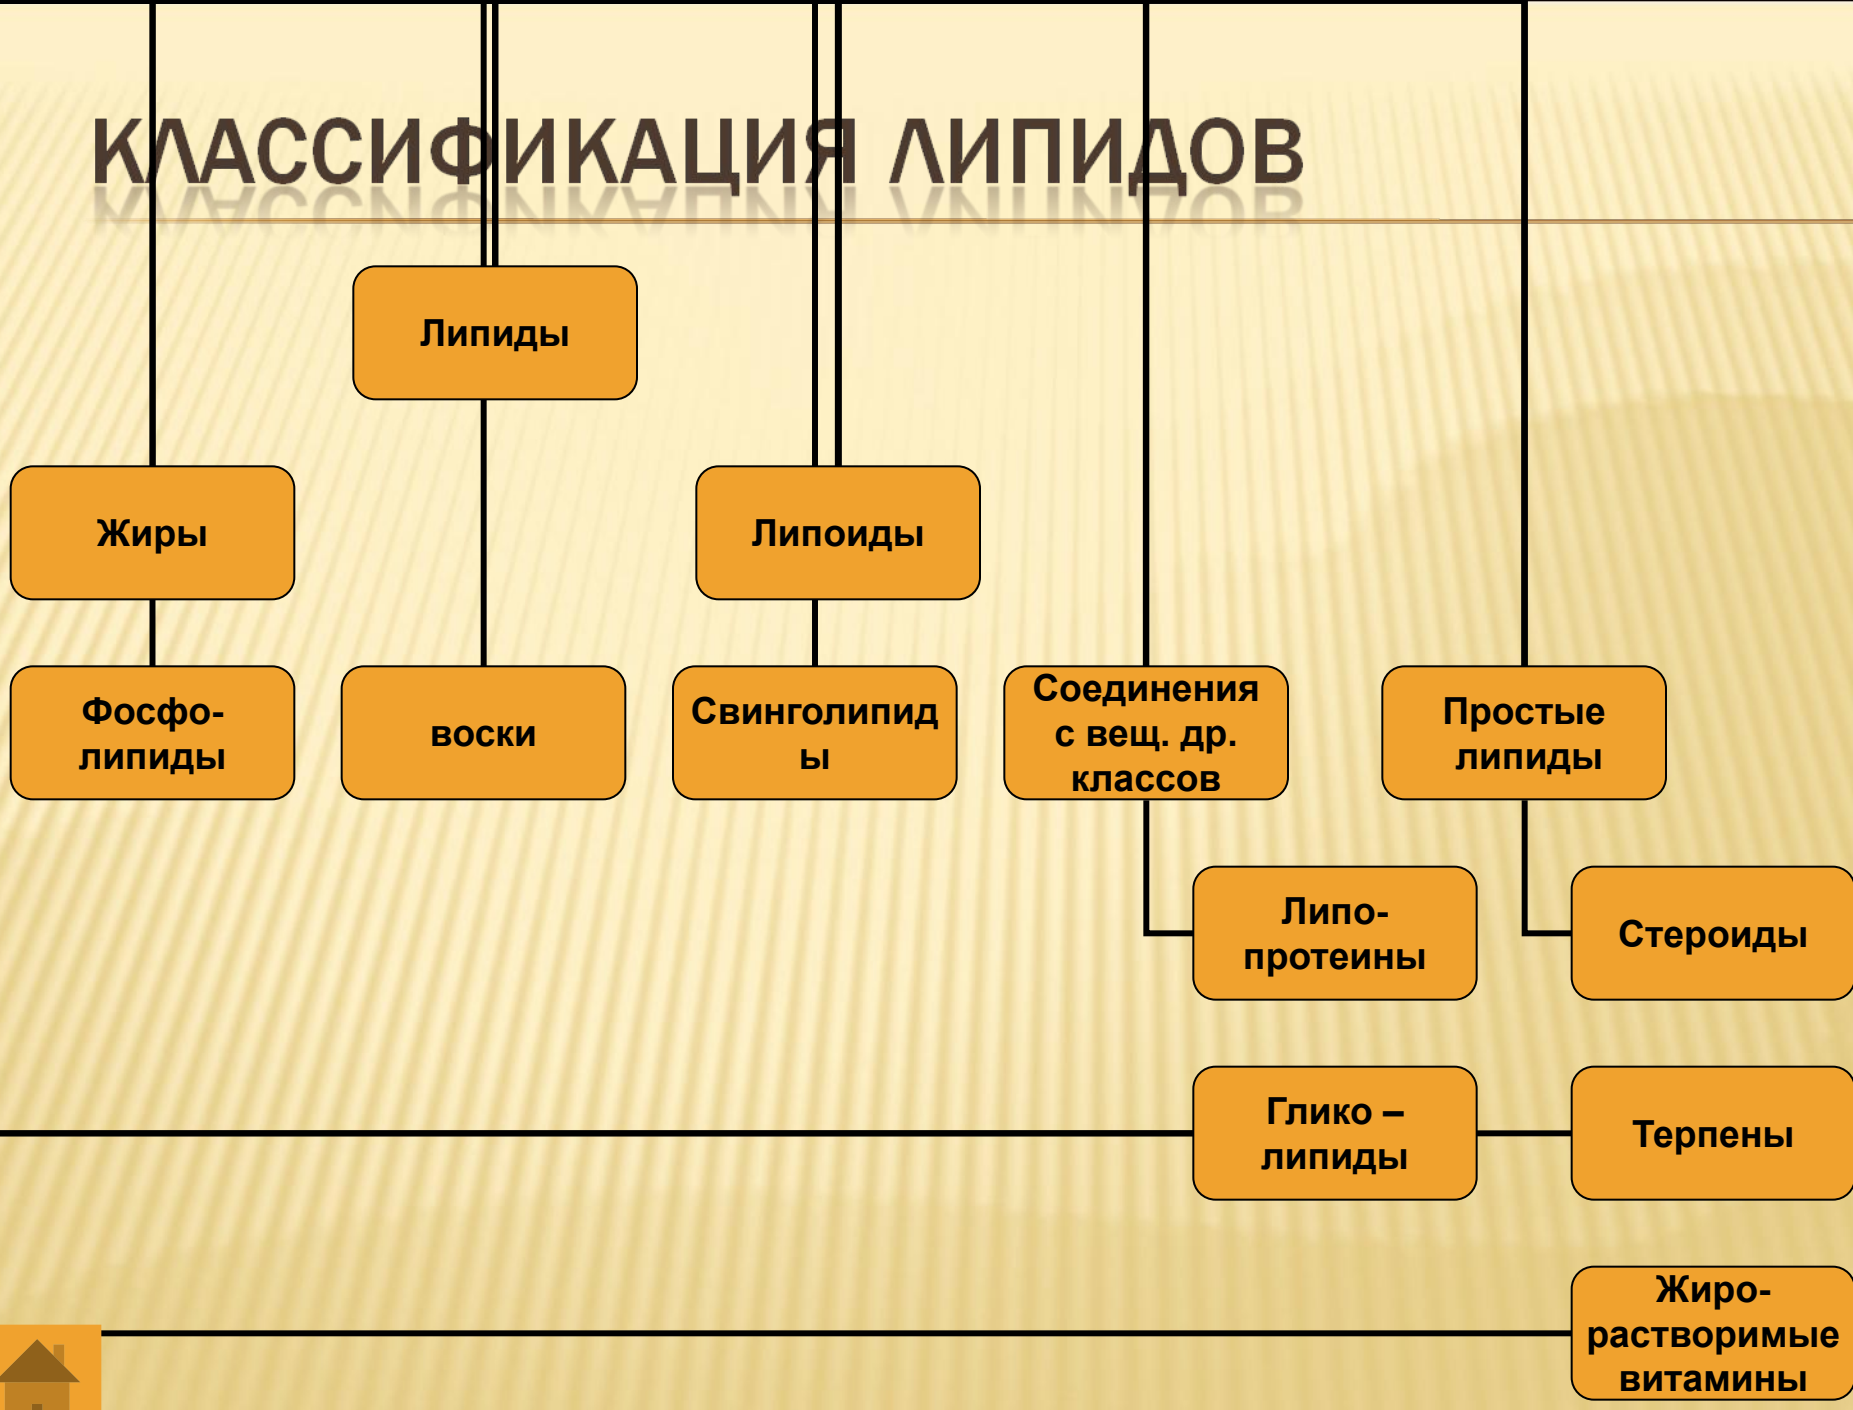 КЛАССИФИКАЦИЯ ЛИПИДОВ
Липиды
Жиры
Липоиды
Фосфо-
липиды
воски
Свинголипид
ы
Соединения
с вещ. др.
классов
Простые
липиды
Липо-
протеины
Стероиды
Глико –
липиды
Терпены
Жиро-
растворимые
витамины